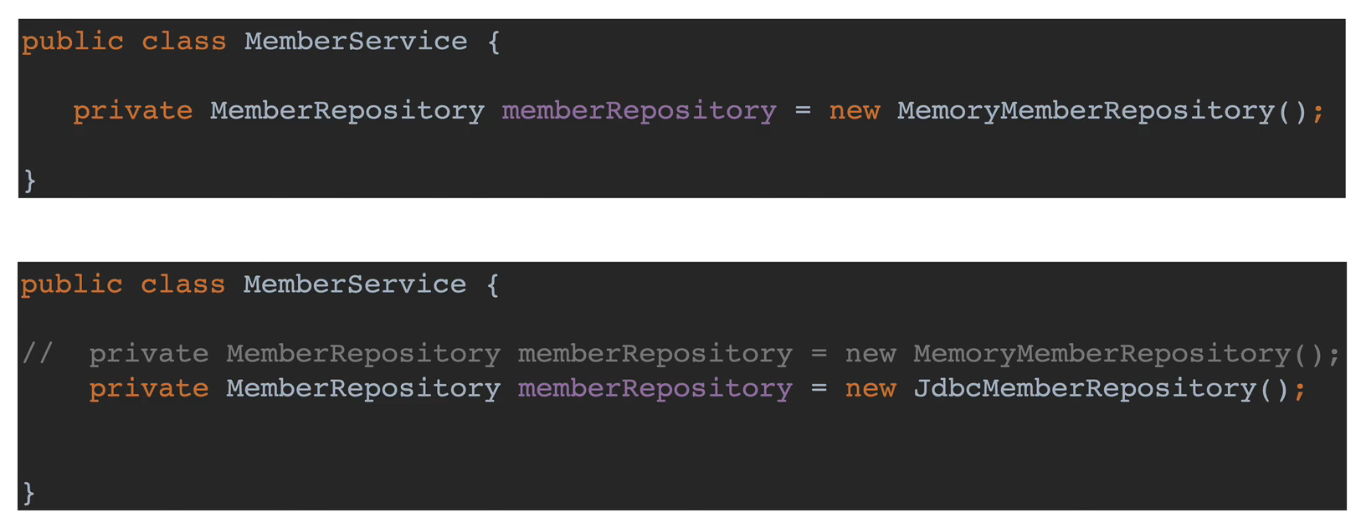 public class MemberService {
private MemberRepository memberRepository = new MemoryMemberRepository();
}
public class MemberService {
//  private MemberRepository memberRepository = new MemoryMemberRepository();
private MemberRepository memberRepository = new JdbcMemberRepository();
}